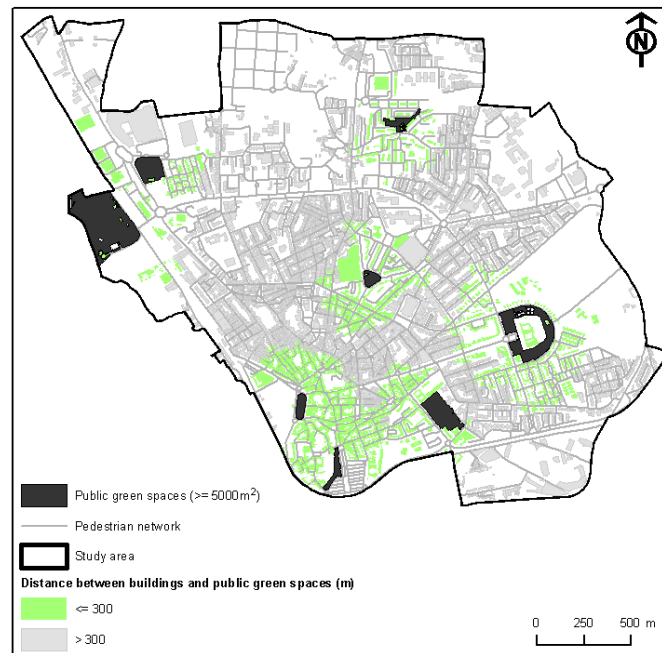 N
Public green spaces (>= 5000m²)
Pedestrian network
Study area
Distance between buildings and public green spaces (m)
<= 300
> 300
0 250 500 m